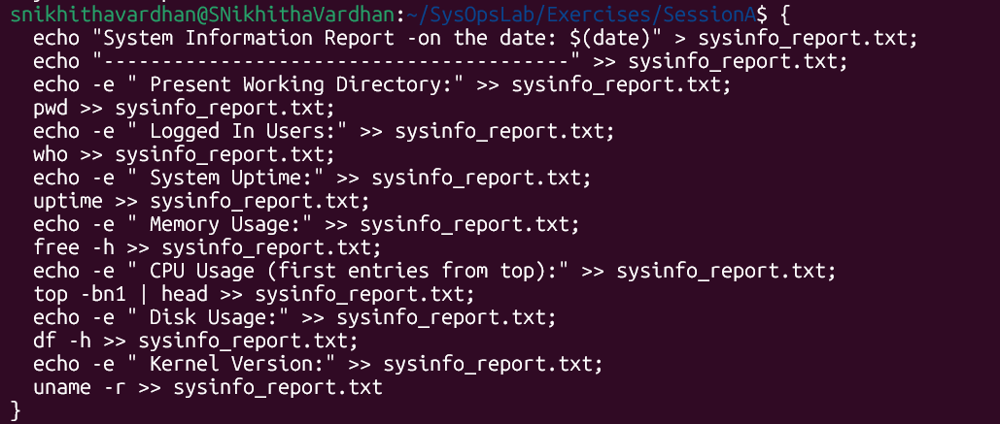 snikhithavardhan@SNikhithaVardhan:~/SysOpsLab/Exercises/SessionA$ {
  echo "System Information Report -on the date: $(date)" > sysinfo_report.txt;
  echo "----------------------------------------" >> sysinfo_report.txt;
  echo -e " Present Working Directory:" >> sysinfo_report.txt;
  pwd >> sysinfo_report.txt;
  echo -e " Logged In Users:" >> sysinfo_report.txt;
  who >> sysinfo_report.txt;
  echo -e " System Uptime:" >> sysinfo_report.txt;
  uptime >> sysinfo_report.txt;
  echo -e " Memory Usage:" >> sysinfo_report.txt;
  free -h >> sysinfo_report.txt;
  echo -e " CPU Usage (first entries from top):" >> sysinfo_report.txt;
  top -bn1 | head >> sysinfo_report.txt;
  echo -e " Disk Usage:" >> sysinfo_report.txt;
  df -h >> sysinfo_report.txt;
  echo -e " Kernel Version:" >> sysinfo_report.txt;
  uname -r >> sysinfo_report.txt
}